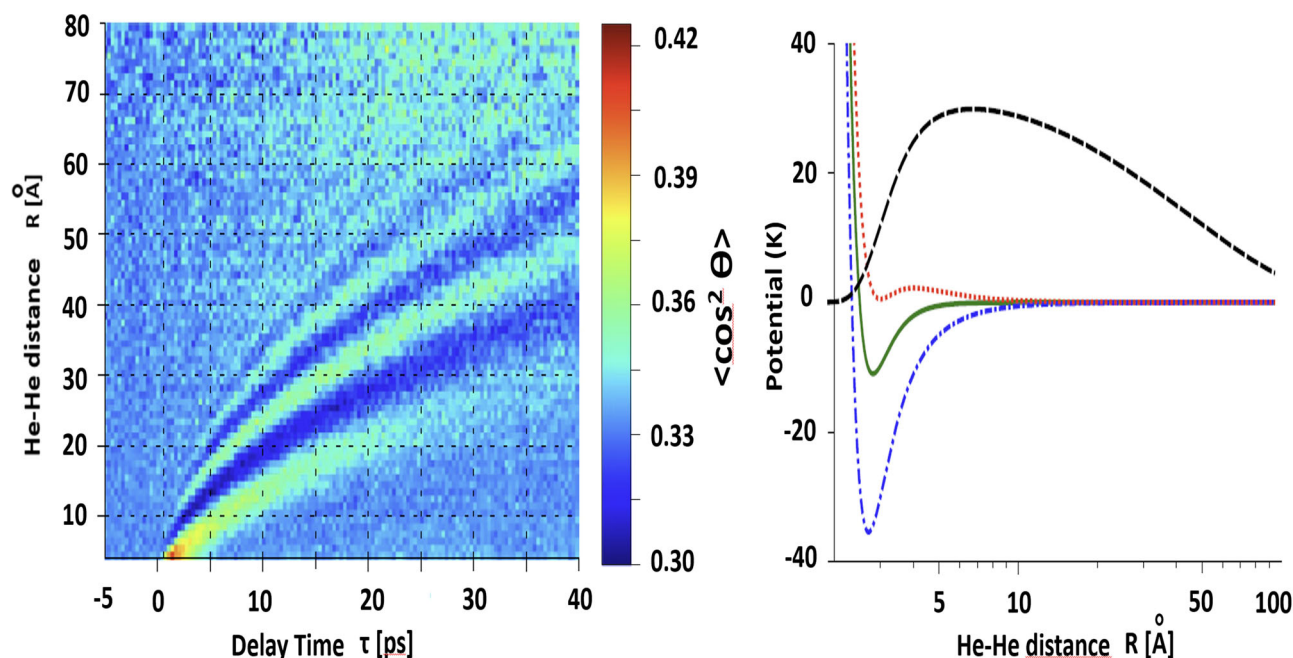 80
70
60
50
40
30
20
10
He-He distance R [Å]
-5 0 10 20 30 40
Delay Time τ [ps]
0.42
0.39
0.36
0.33
0.30
<cos² Θ>
40
20
0
-20
-40
Potential (K)
5 10 50 100
He-He distance R [Å]